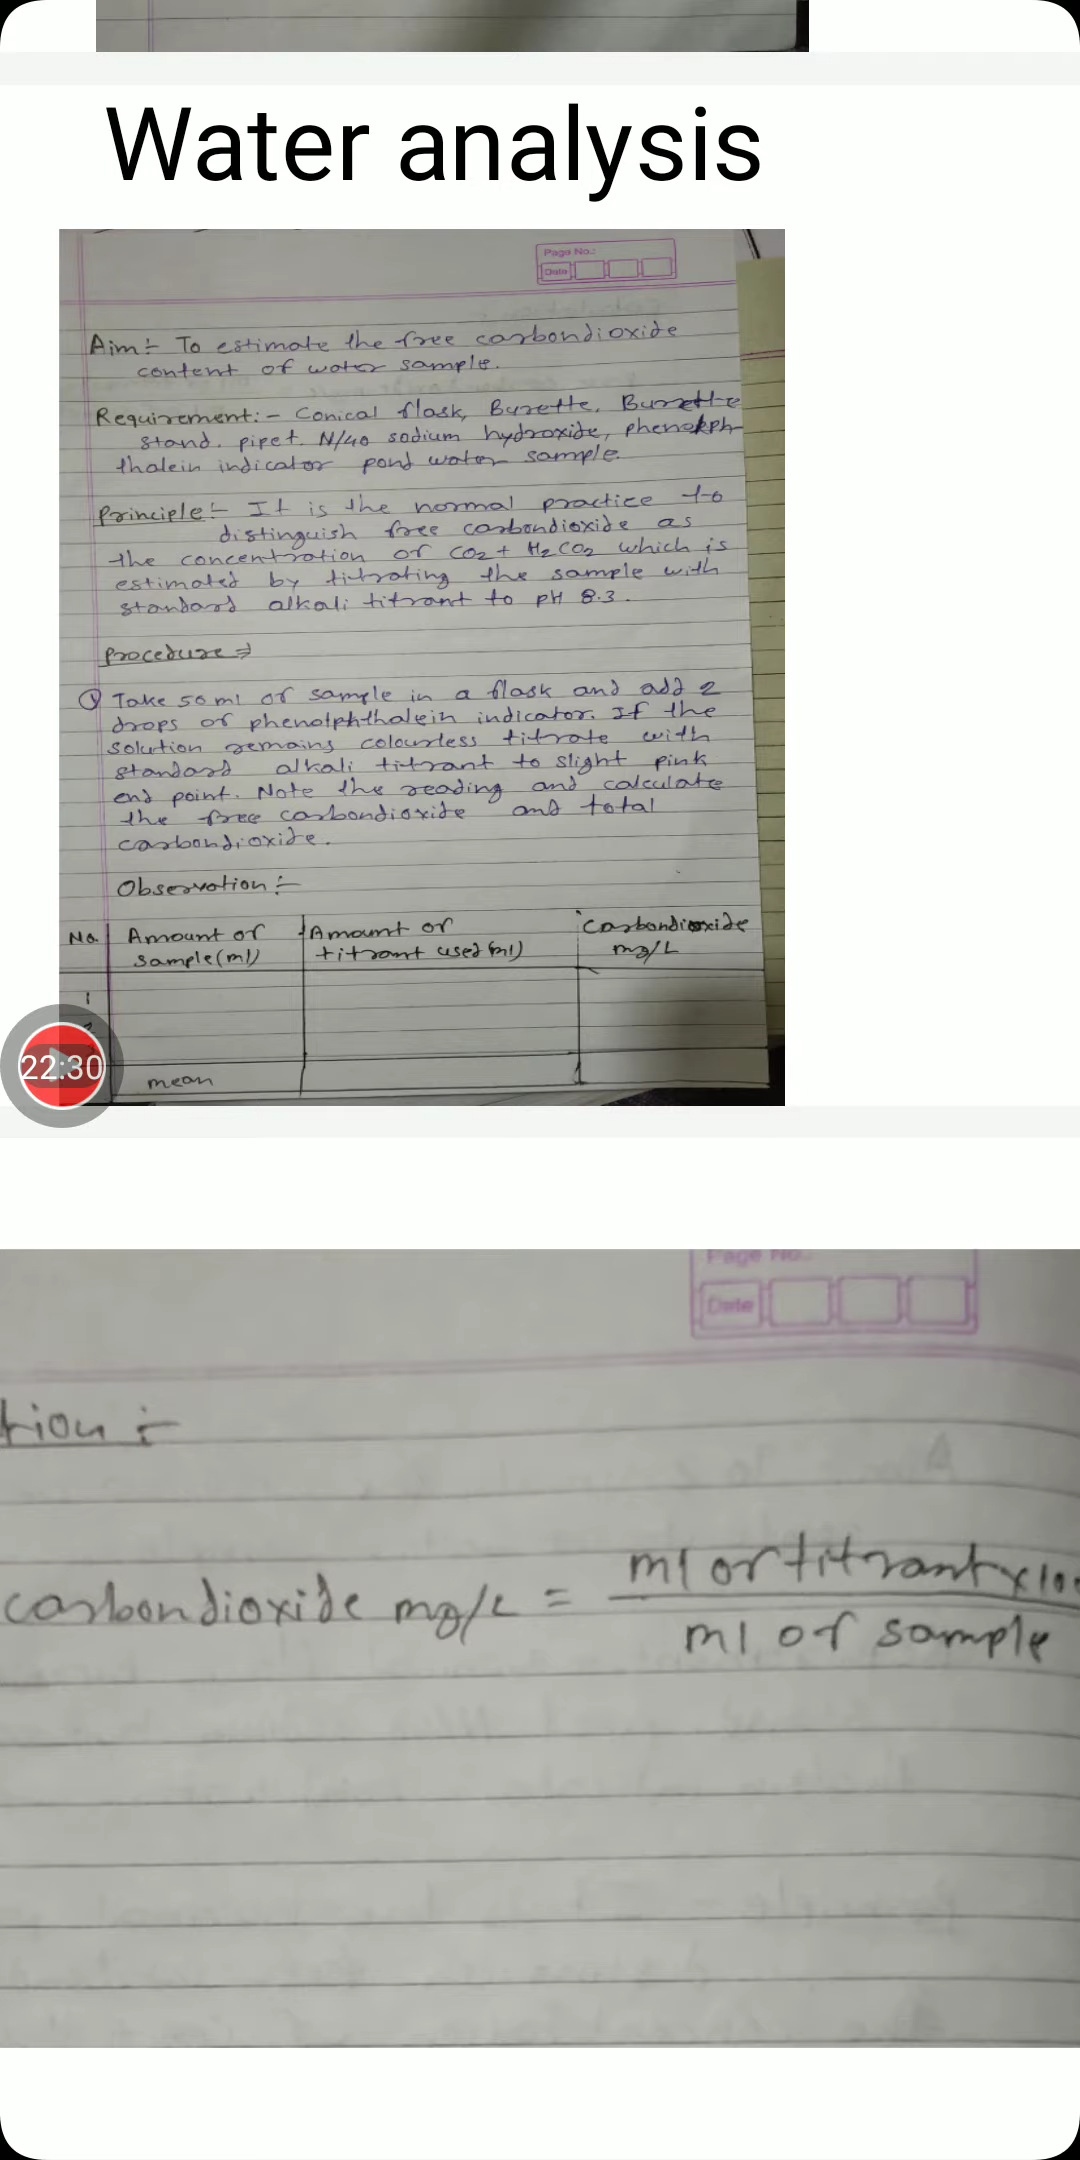 Water analysis
Page No.:
Date
Aim:- To estimate the free carbondioxide
content of water sample.
Requirement:- Conical flask, Burette, Burrette
stand. pipet. N/40 sodium hydroxide, phenolph-
thalein indicator pond water sample.
Principle:- It is the normal practice to
distinguish free carbondioxide as
the concentration of CO2 + H2CO2 which is
estimated by titrating the sample with
standard alkali titrant to pH 8.3.
Procedure ⇒
① Take 50 ml of sample in a flask and add 2
drops of phenolphthalein indicator. If the
solution remains colourless titrate with
standard alkali titrant to slight pink
end point. Note the reading and calculate
the free carbondioxide and total
carbondioxide.
Observation :-
No. Amount of Amount of Carbondioxide
sample(ml) titrant used (ml) mg/L
1
22:30
mean
Page No.:
Date
tion :-
ml of titrant x 100
carbondioxide mg/L =
ml of sample